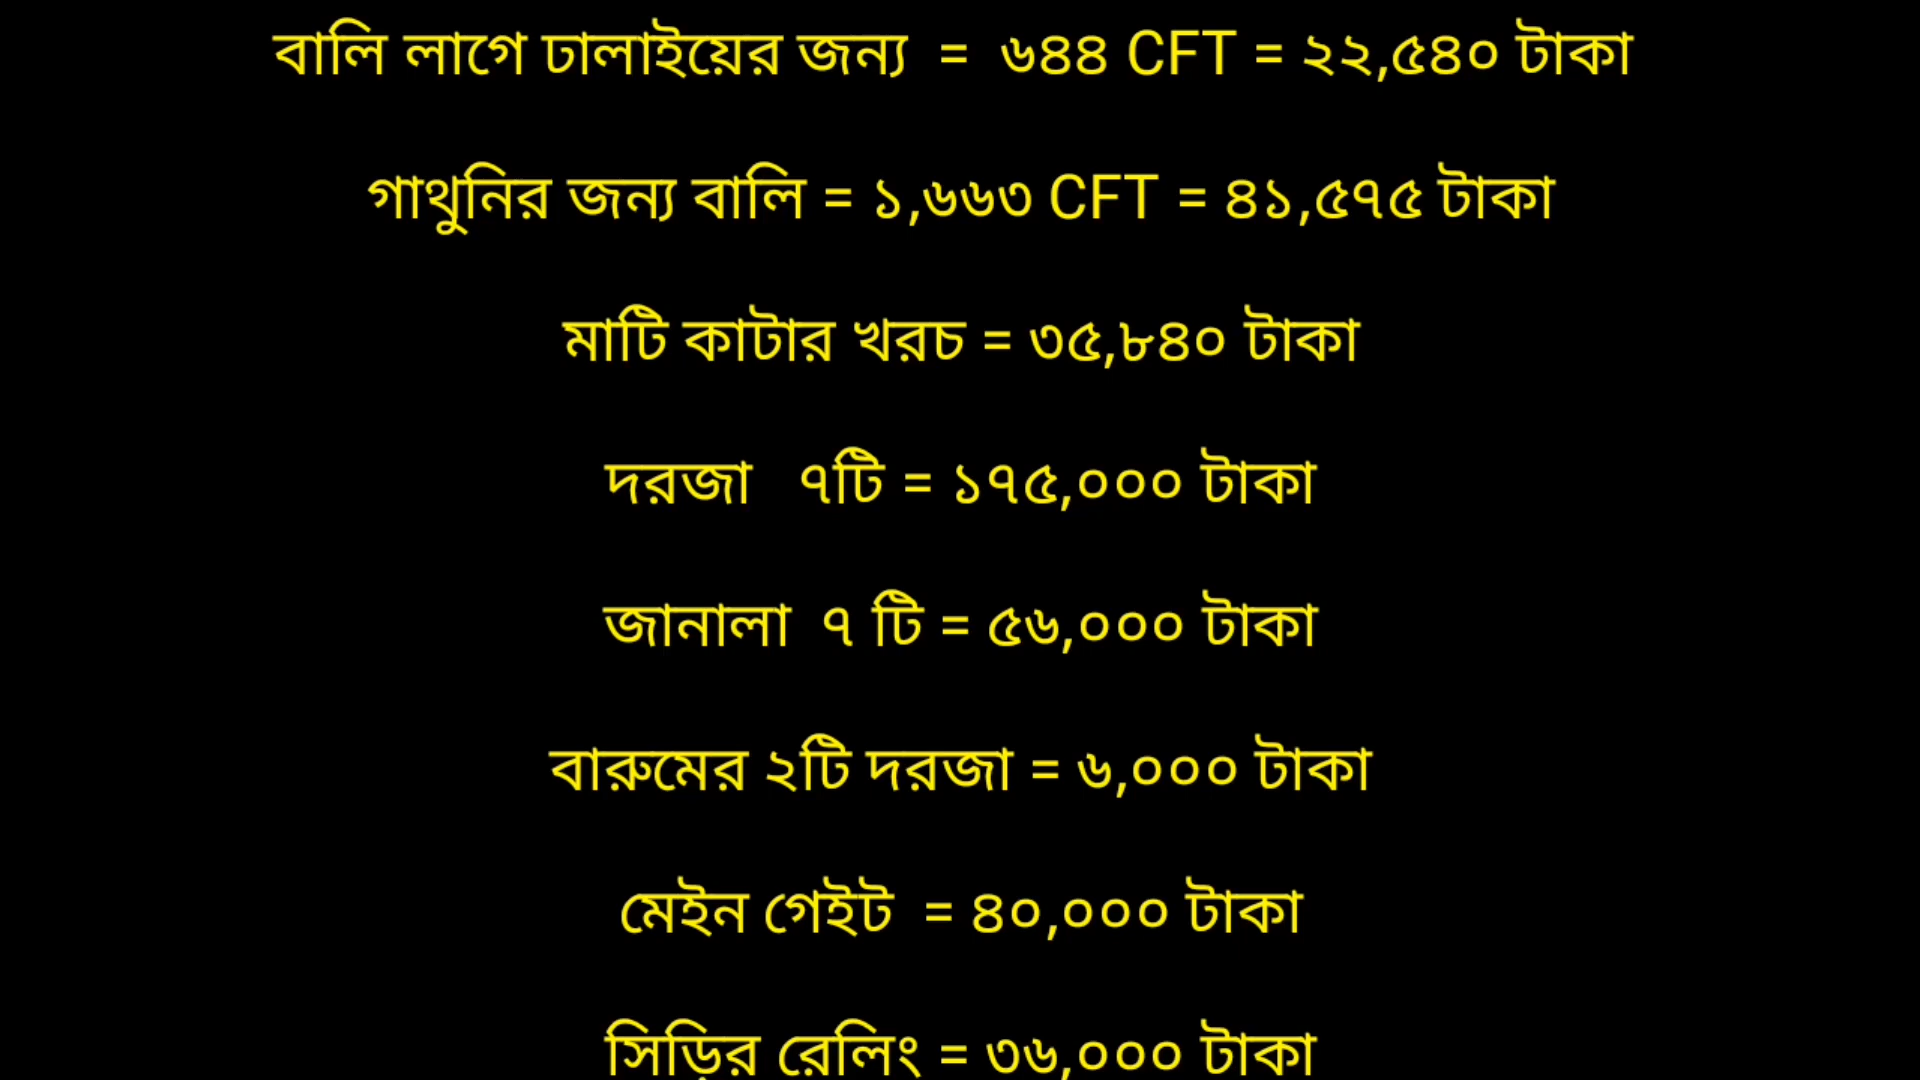 বালি লাগে ঢালাইয়ের জন্য = ৬৪৪ CFT = ২২,৫৪০ টাকা
গাথুনির জন্য বালি = ১,৬৬৩ CFT = ৪১,৫৭৫ টাকা
মাটি কাটার খরচ = ৩৫,৮৪০ টাকা
দরজা ৭টি = ১৭৫,০০০ টাকা
জানালা ৭ টি = ৫৬,০০০ টাকা
বারুমের ২টি দরজা = ৬,০০০ টাকা
মেইন গেইট = ৪০,০০০ টাকা
সিড়ির রেলিং = ৩৬,০০০ টাকা